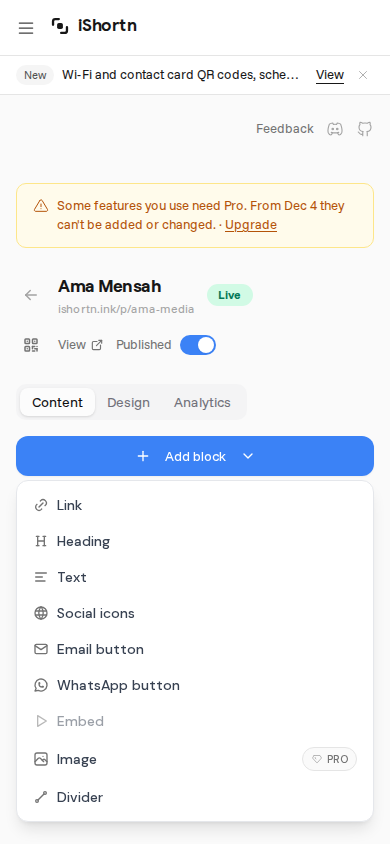 iShortn
New Wi-Fi and contact card QR codes, sche... View
Feedback
Some features you use need Pro. From Dec 4 they
can't be added or changed. · Upgrade
Ama Mensah
ishortn.ink/p/ama-media
Live
View Published
Content Design Analytics
Add block
Link
Heading
Text
Social icons
Email button
WhatsApp button
Embed
Image PRO
Divider